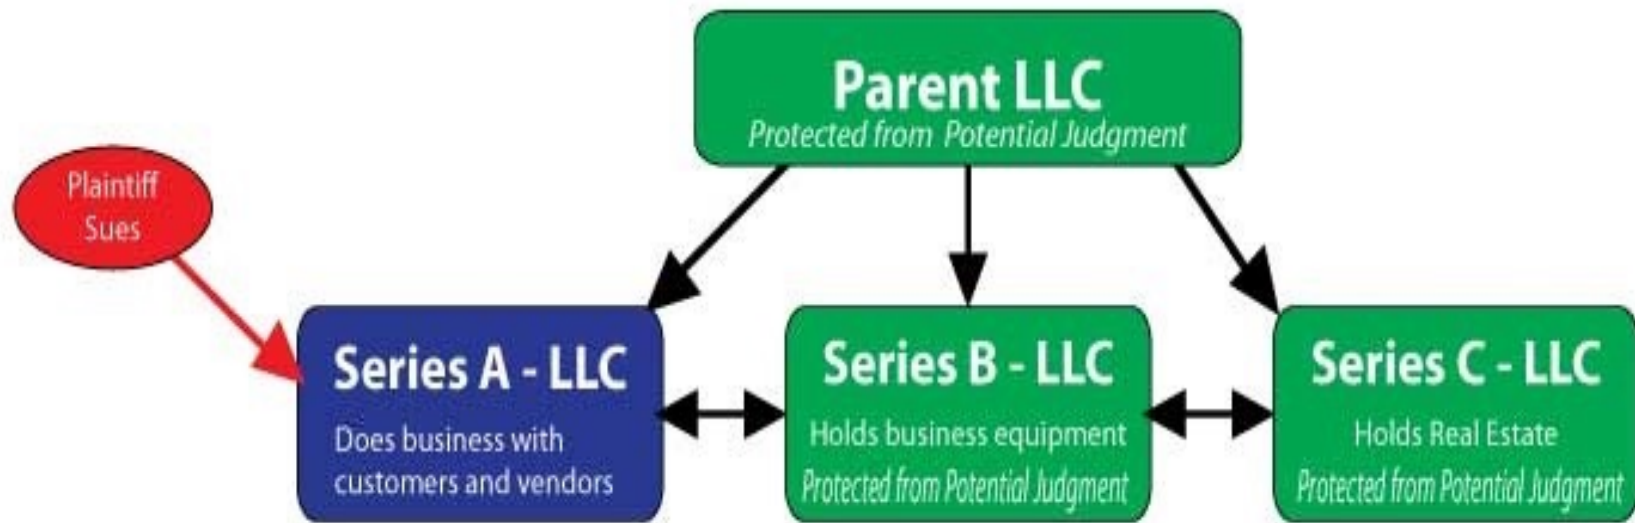 Parent LLC
Protected from Potential Judgment
Plaintiff
Sues
Series A - LLC
Does business with
customers and vendors
Series B - LLC
Holds business equipment
Protected from Potential Judgment
Series C - LLC
Holds Real Estate
Protected from Potential Judgment